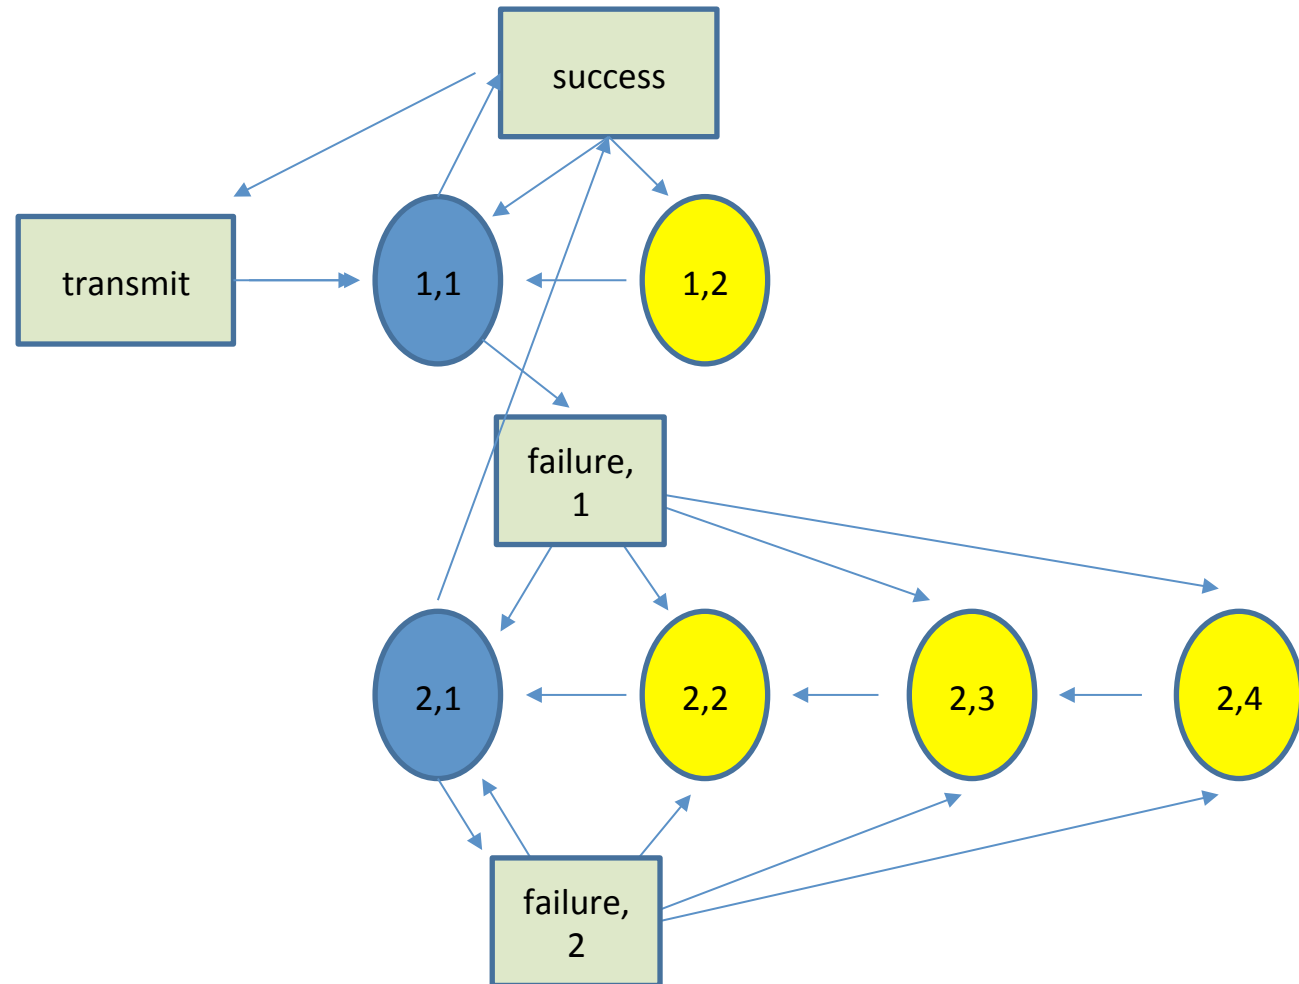 success
transmit
1,1
1,2
failure,
1
2,1
2,2
2,3
2,4
failure,
2